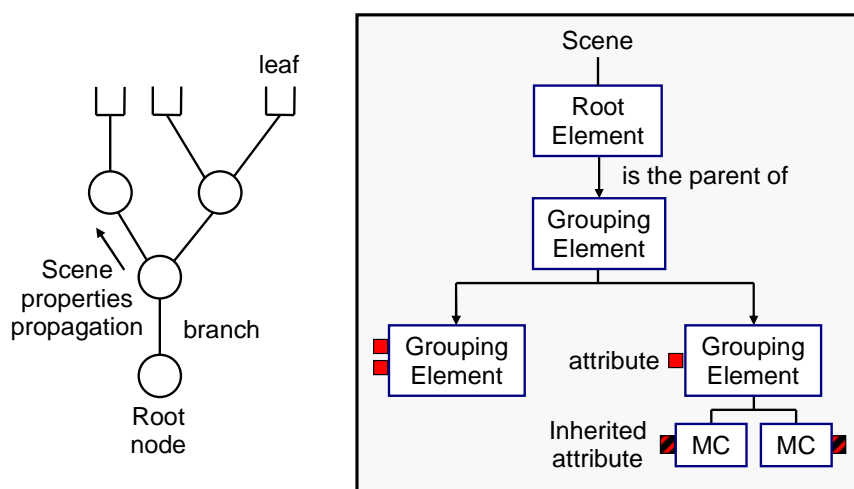 leaf
Scene
properties
propagation
branch
Root
node
Scene
Root
Element
is the parent of
Grouping
Element
Grouping
Element
attribute
Grouping
Element
Inherited
attribute
MC
MC